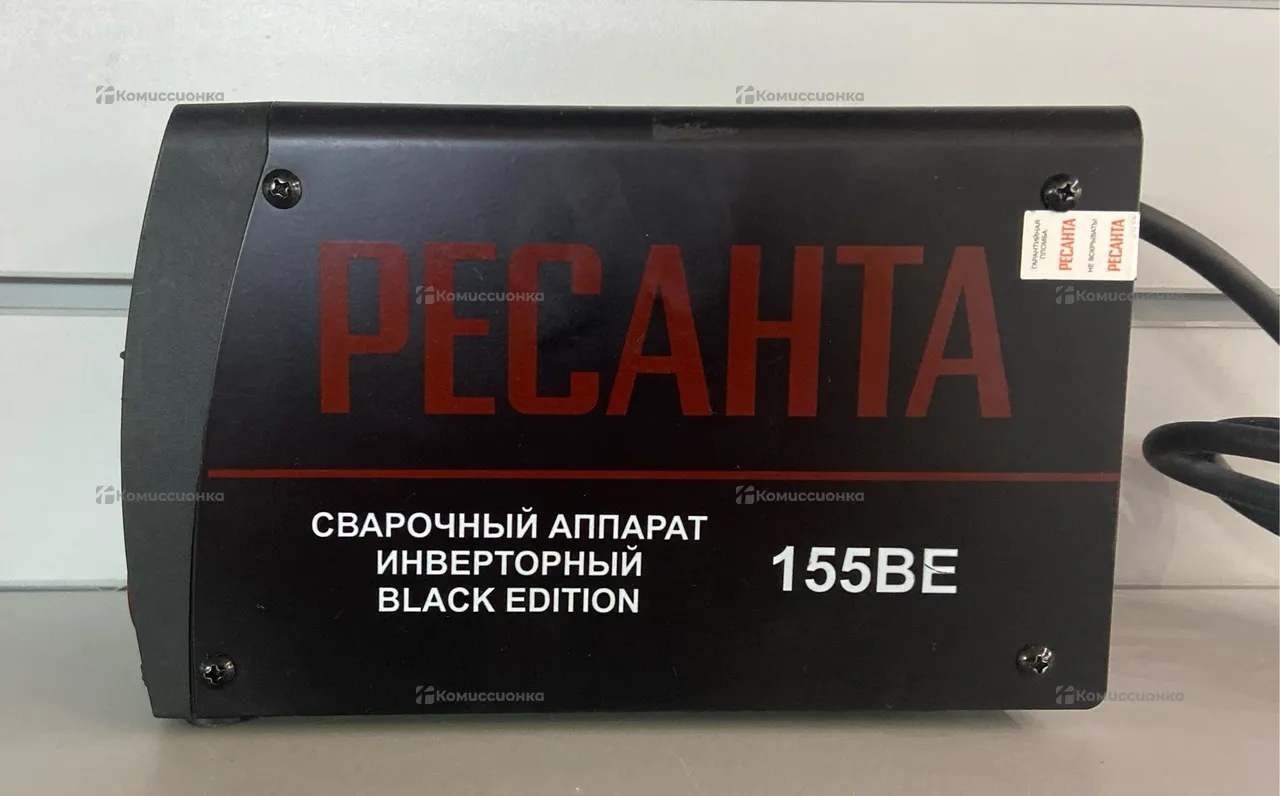 Комиссионка
Комиссионка
ГАРАНТИЙНАЯ
ПЛОМБА
РЕСАНТА
НЕ ВСКРЫВАТЬ!
РЕСАНТА
РЕСАНТА
Комиссионка
Комиссионка
Комиссионка
Комиссионка
СВАРОЧНЫЙ АППАРАТ
ИНВЕРТОРНЫЙ
BLACK EDITION
155BE
Комиссионка
Комиссионка